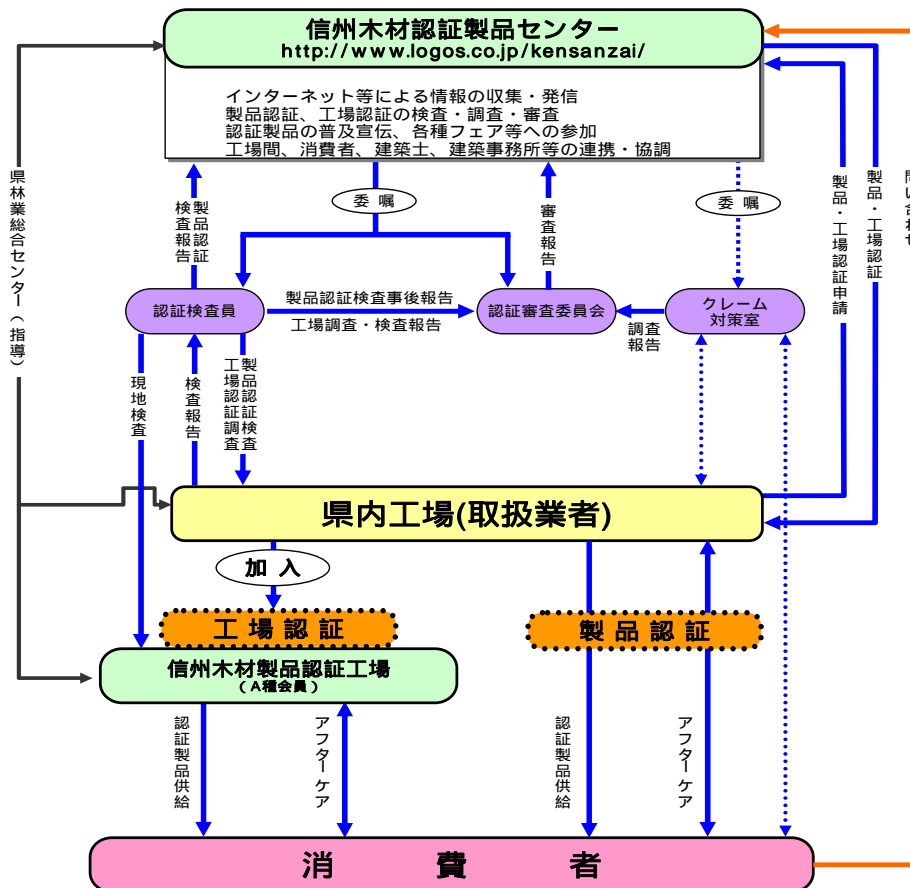 信州木材認証製品センター
http://www.logos.co.jp/kensanzai/
インターネット等による情報の収集・発信
製品認証、工場認証の検査・調査・審査
認証製品の普及宣伝、各種フェア等への参加
工場間、消費者、建築士、建築事務所等の連携・協調
県林業総合センター（指導）
製品認証
検査報告
委嘱
審査報告
委嘱
製品・工場認証申請
製品・工場認証
問い合わせ
認証検査員
製品認証検査事後報告
工場調査・検査報告
認証審査委員会
調査
報告
クレーム
対策室
現地検査
検査報告
製品認証検査
工場認証調査
県内工場(取扱業者)
加入
工場認証
製品認証
信州木材製品認証工場
（A種会員）
認証製品供給
アフターケア
認証製品供給
アフターケア
消費者